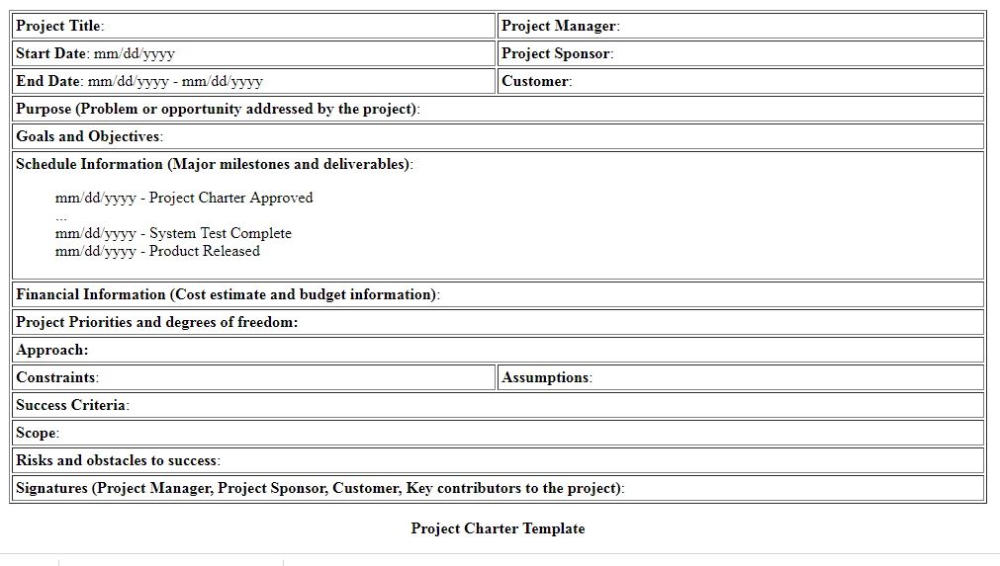 Project Title:
Project Manager:
Start Date: mm/dd/yyyy
Project Sponsor:
End Date: mm/dd/yyyy - mm/dd/yyyy
Customer:
Purpose (Problem or opportunity addressed by the project):
Goals and Objectives:
Schedule Information (Major milestones and deliverables):
mm/dd/yyyy - Project Charter Approved
...
mm/dd/yyyy - System Test Complete
mm/dd/yyyy - Product Released
Financial Information (Cost estimate and budget information):
Project Priorities and degrees of freedom:
Approach:
Constraints:
Assumptions:
Success Criteria:
Scope:
Risks and obstacles to success:
Signatures (Project Manager, Project Sponsor, Customer, Key contributors to the project):
Project Charter Template